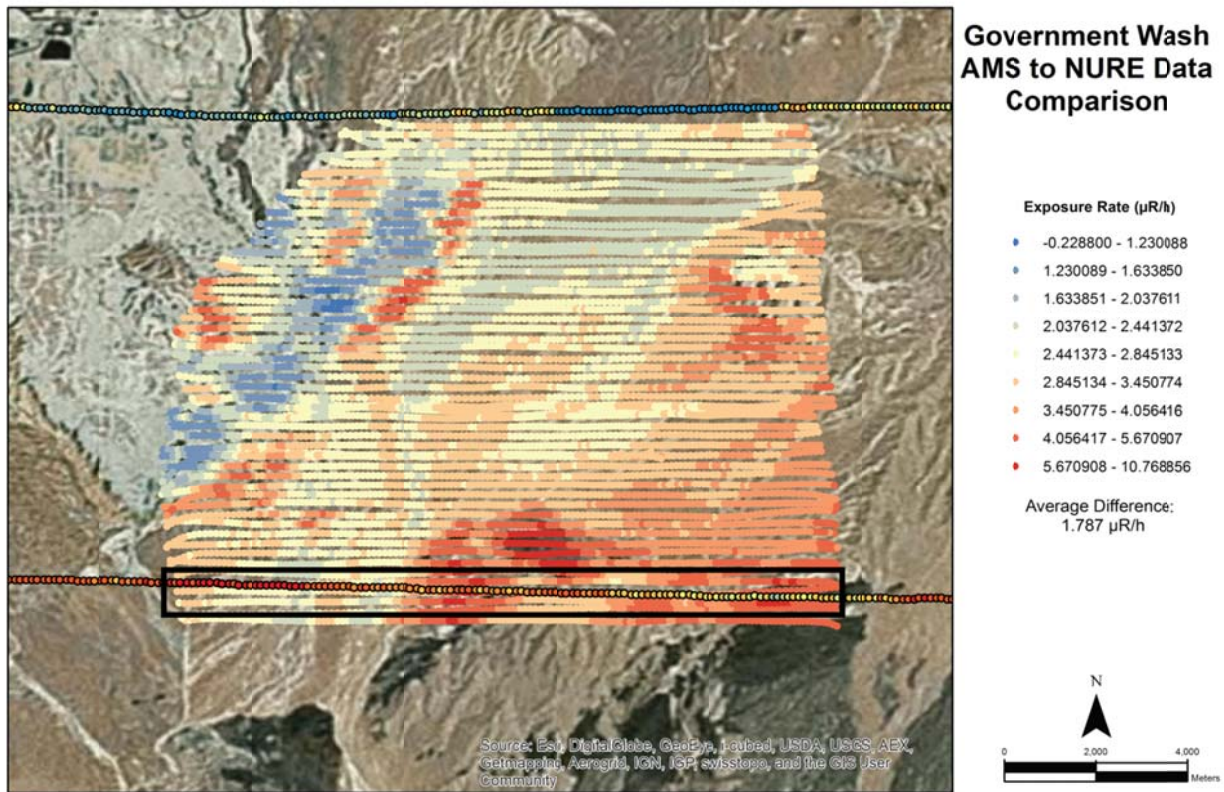 Government Wash
AMS to NURE Data
Comparison
Exposure Rate (µR/h)
-0.228800 - 1.230088
1.230089 - 1.633850
1.633851 - 2.037611
2.037612 - 2.441372
2.441373 - 2.845133
2.845134 - 3.450774
3.450775 - 4.056416
4.056417 - 5.670907
5.670908 - 10.768856
Average Difference:
1.787 µR/h
N
0 2,000 4,000
Meters
Source: Esri, DigitalGlobe, GeoEye, i-cubed, USDA, USGS, AEX,
Getmapping, Aerogrid, IGN, IGP, swisstopo, and the GIS User
Community